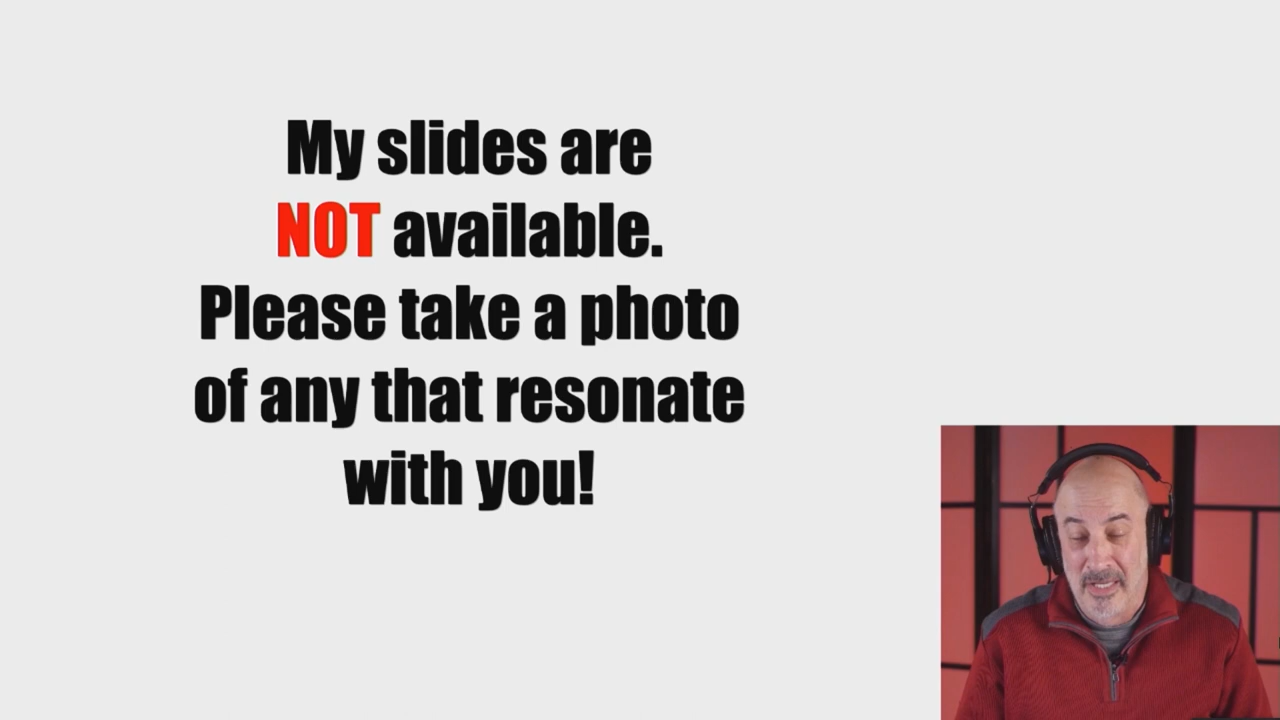 My slides are
NOT available.
Please take a photo
of any that resonate
with you!